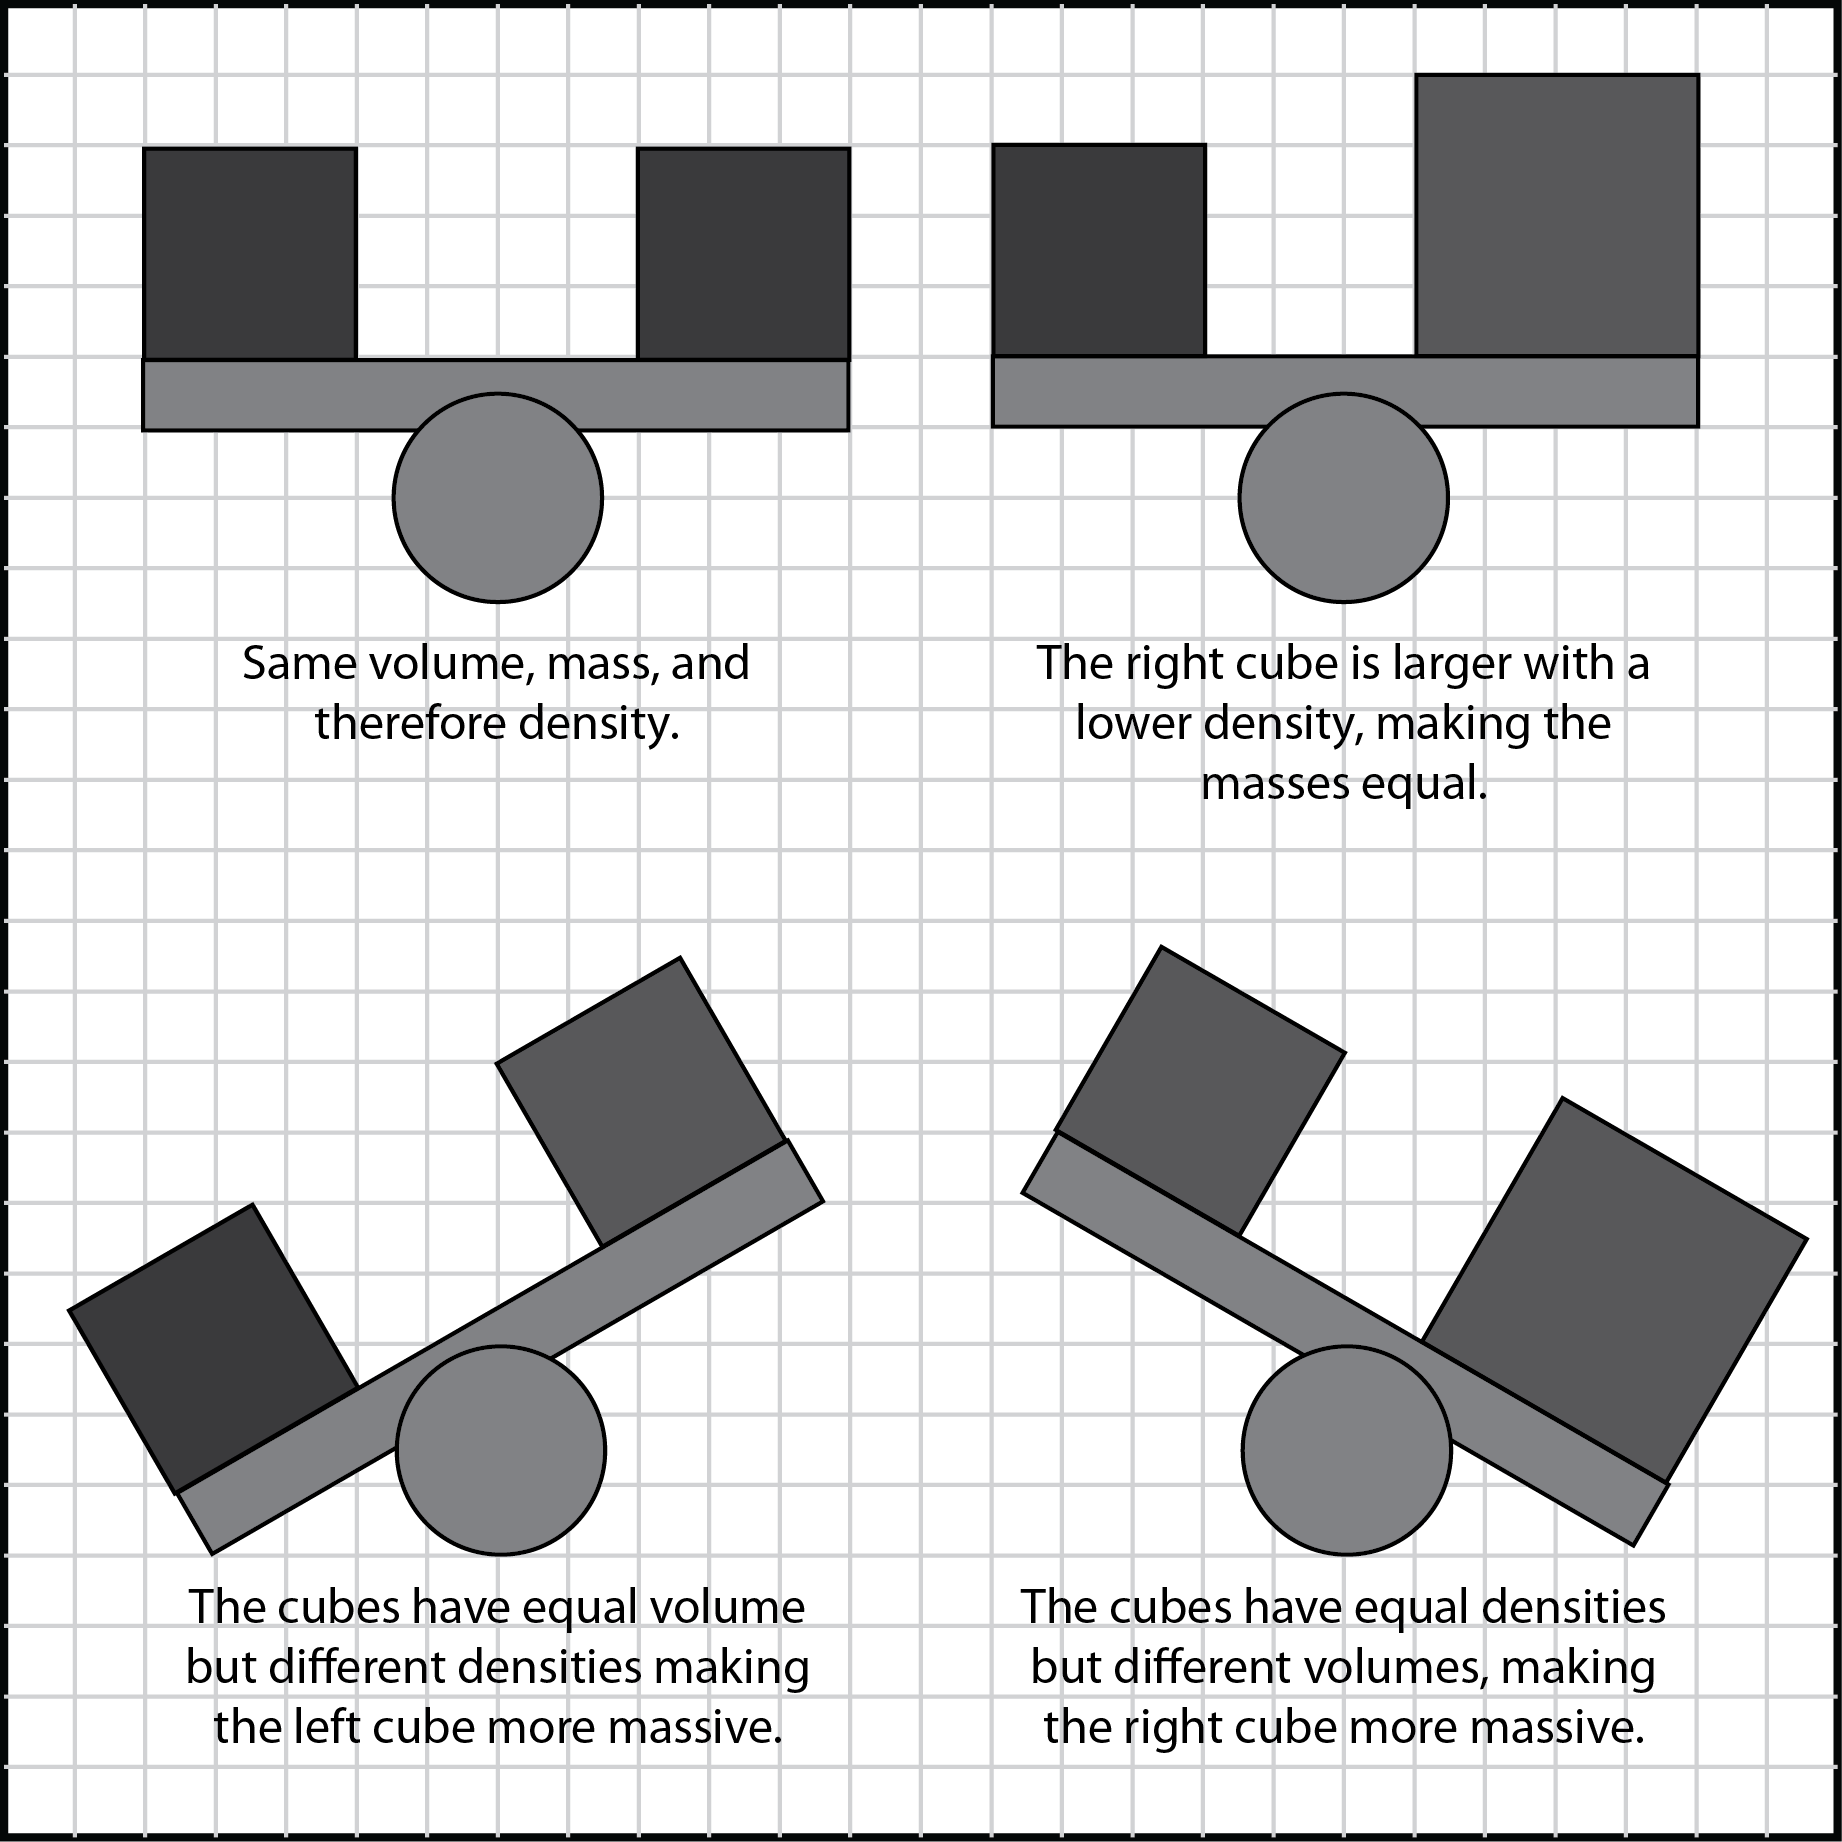 Same volume, mass, and
therefore density.
The right cube is larger with a
lower density, making the
masses equal.
The cubes have equal volume
but different densities making
the left cube more massive.
The cubes have equal densities
but different volumes, making
the right cube more massive.